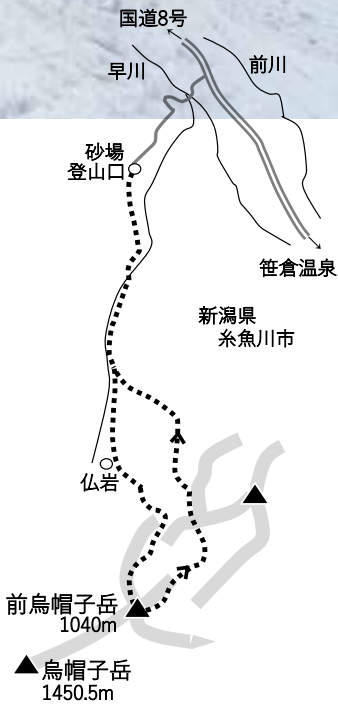 国道8号
早川
前川
砂場
登山口
笹倉温泉
新潟県
糸魚川市
仏岩
前烏帽子岳
1040m
烏帽子岳
1450.5m